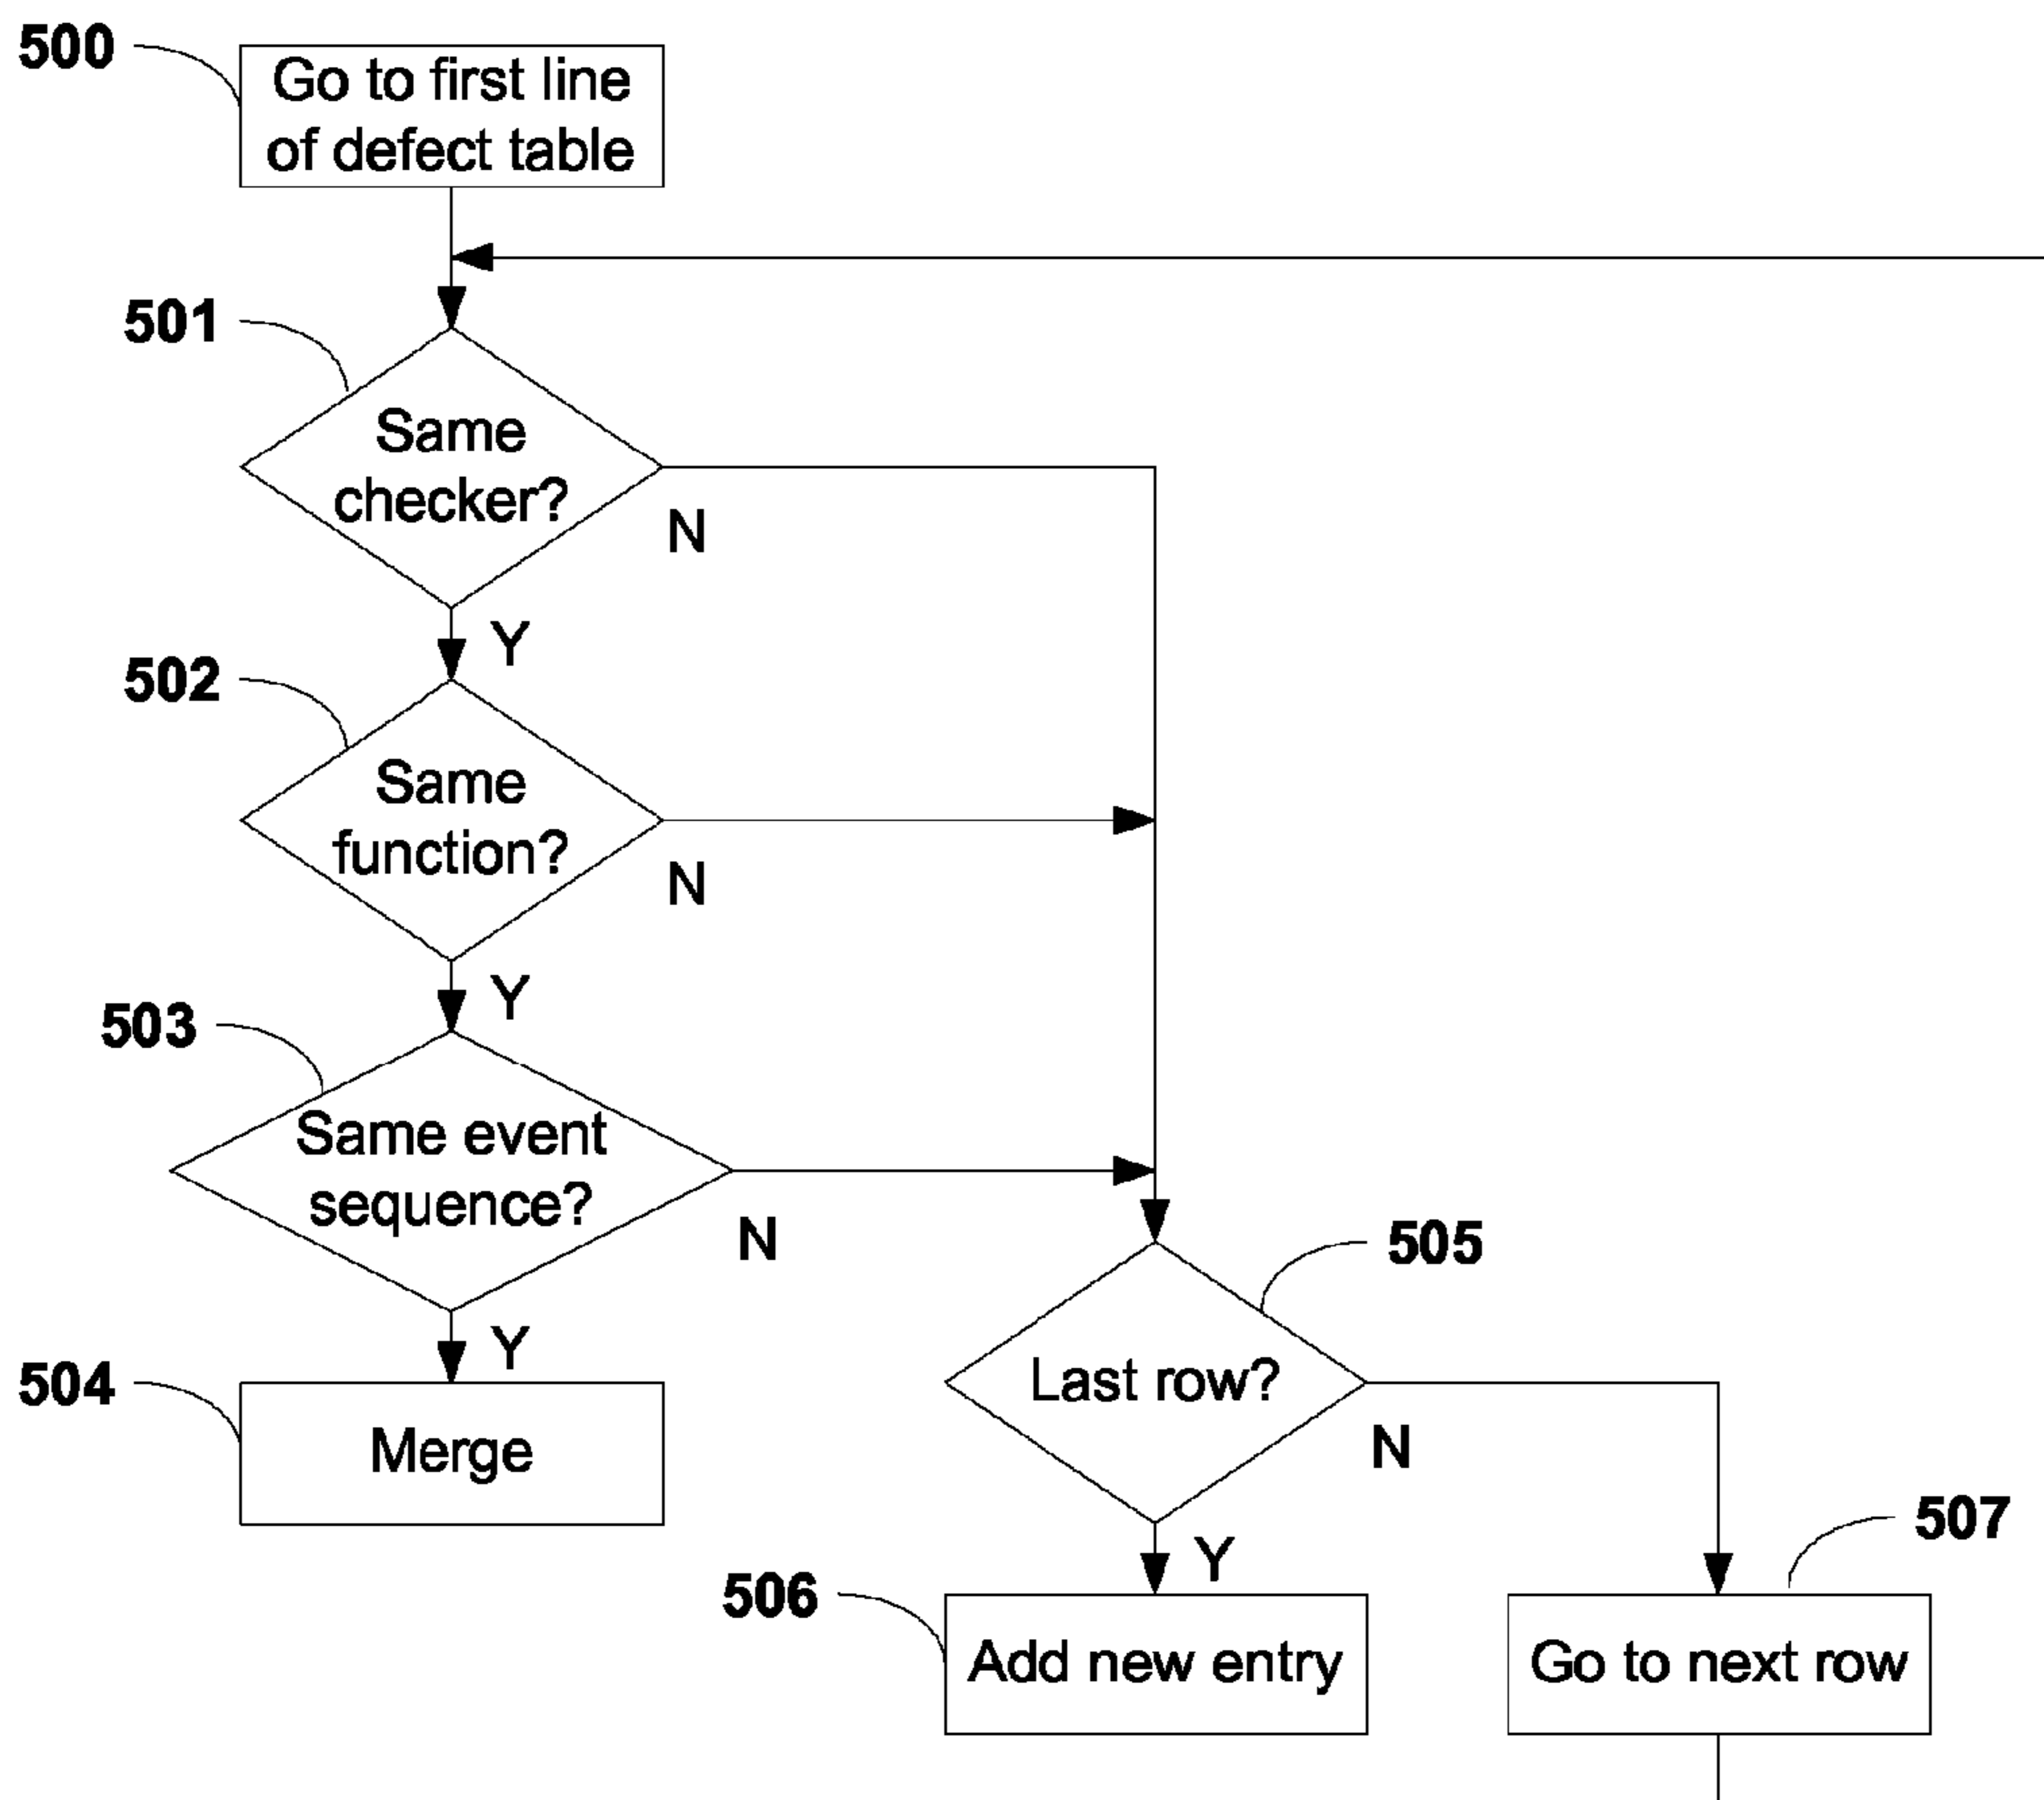 500
Go to first line
of defect table
501
Same
checker?
N
Y
502
Same
function?
N
Y
503
Same event
sequence?
N
Y
504
Merge
505
Last row?
N
Y
506
Add new entry
507
Go to next row